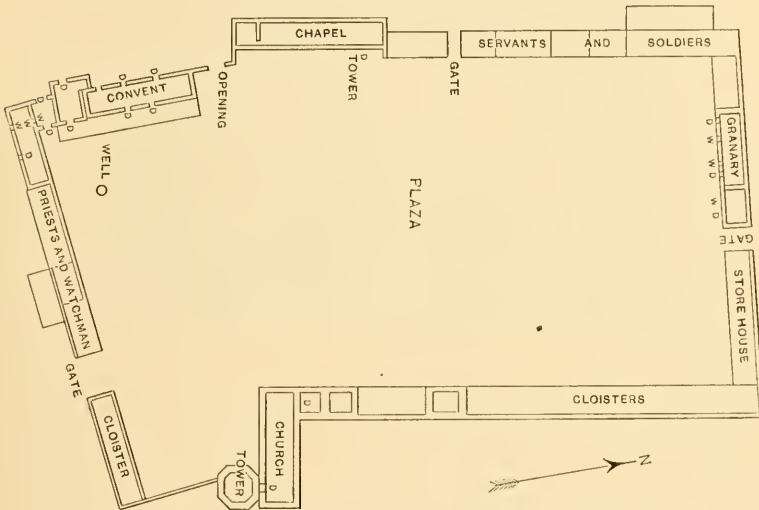 CHAPEL
SERVANTS AND SOLDIERS
D
TOWER
GATE
OPENING
D
D
CONVENT
D
D
D
W
W
D
D
D
WELL
PLAZA
GRANARY
D
W
W
D
W
D
GATE
STORE HOUSE
PRIESTS AND WATCHMAN
GATE
CLOISTER
TOWER
CHURCH
D
D
CLOISTERS
N